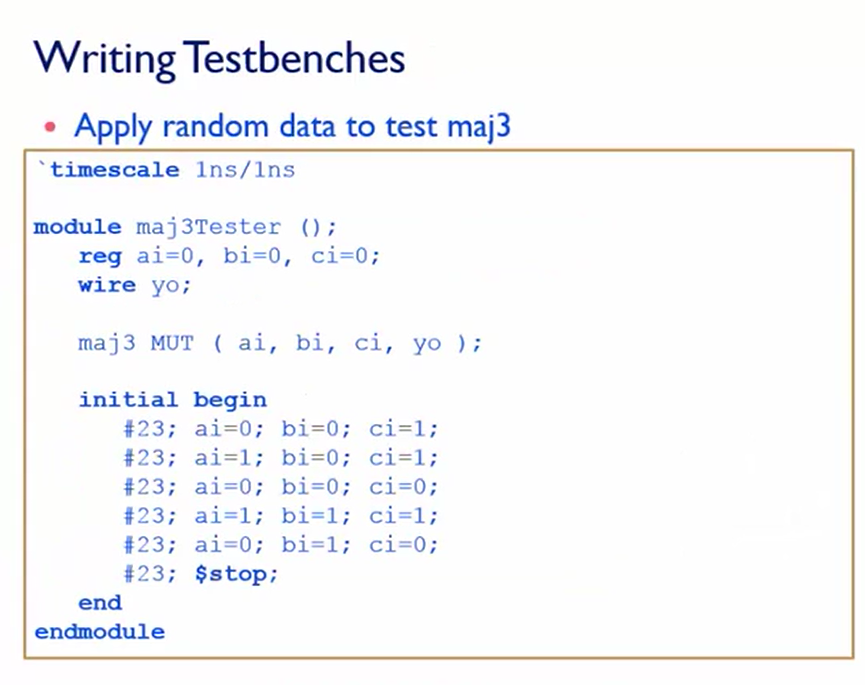 Writing Testbenches
• Apply random data to test maj3
`timescale 1ns/1ns
module maj3Tester ();
reg ai=0, bi=0, ci=0;
wire yo;
maj3 MUT ( ai, bi, ci, yo );
initial begin
#23; ai=0; bi=0; ci=1;
#23; ai=1; bi=0; ci=1;
#23; ai=0; bi=0; ci=0;
#23; ai=1; bi=1; ci=1;
#23; ai=0; bi=1; ci=0;
#23; $stop;
end
endmodule